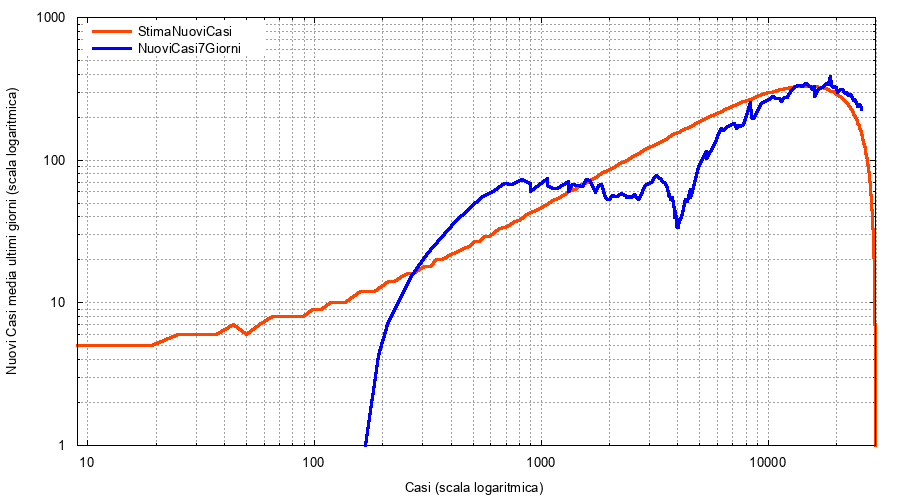 1000
StimaNuoviCasi
NuoviCasi7Giorni
100
10
1
10 100 1000 10000
Nuovi Casi media ultimi giorni (scala logaritmica)
Casi (scala logaritmica)